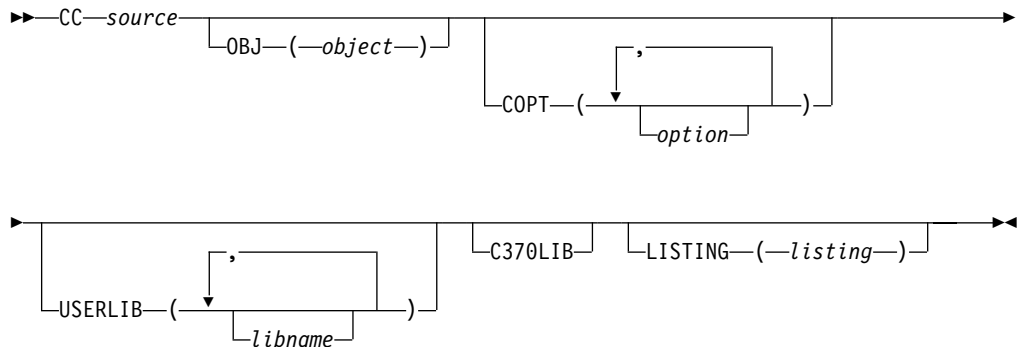 CC source
OBJ ( object )
,
COPT ( option )
,
USERLIB ( libname )
C370LIB
LISTING ( listing )